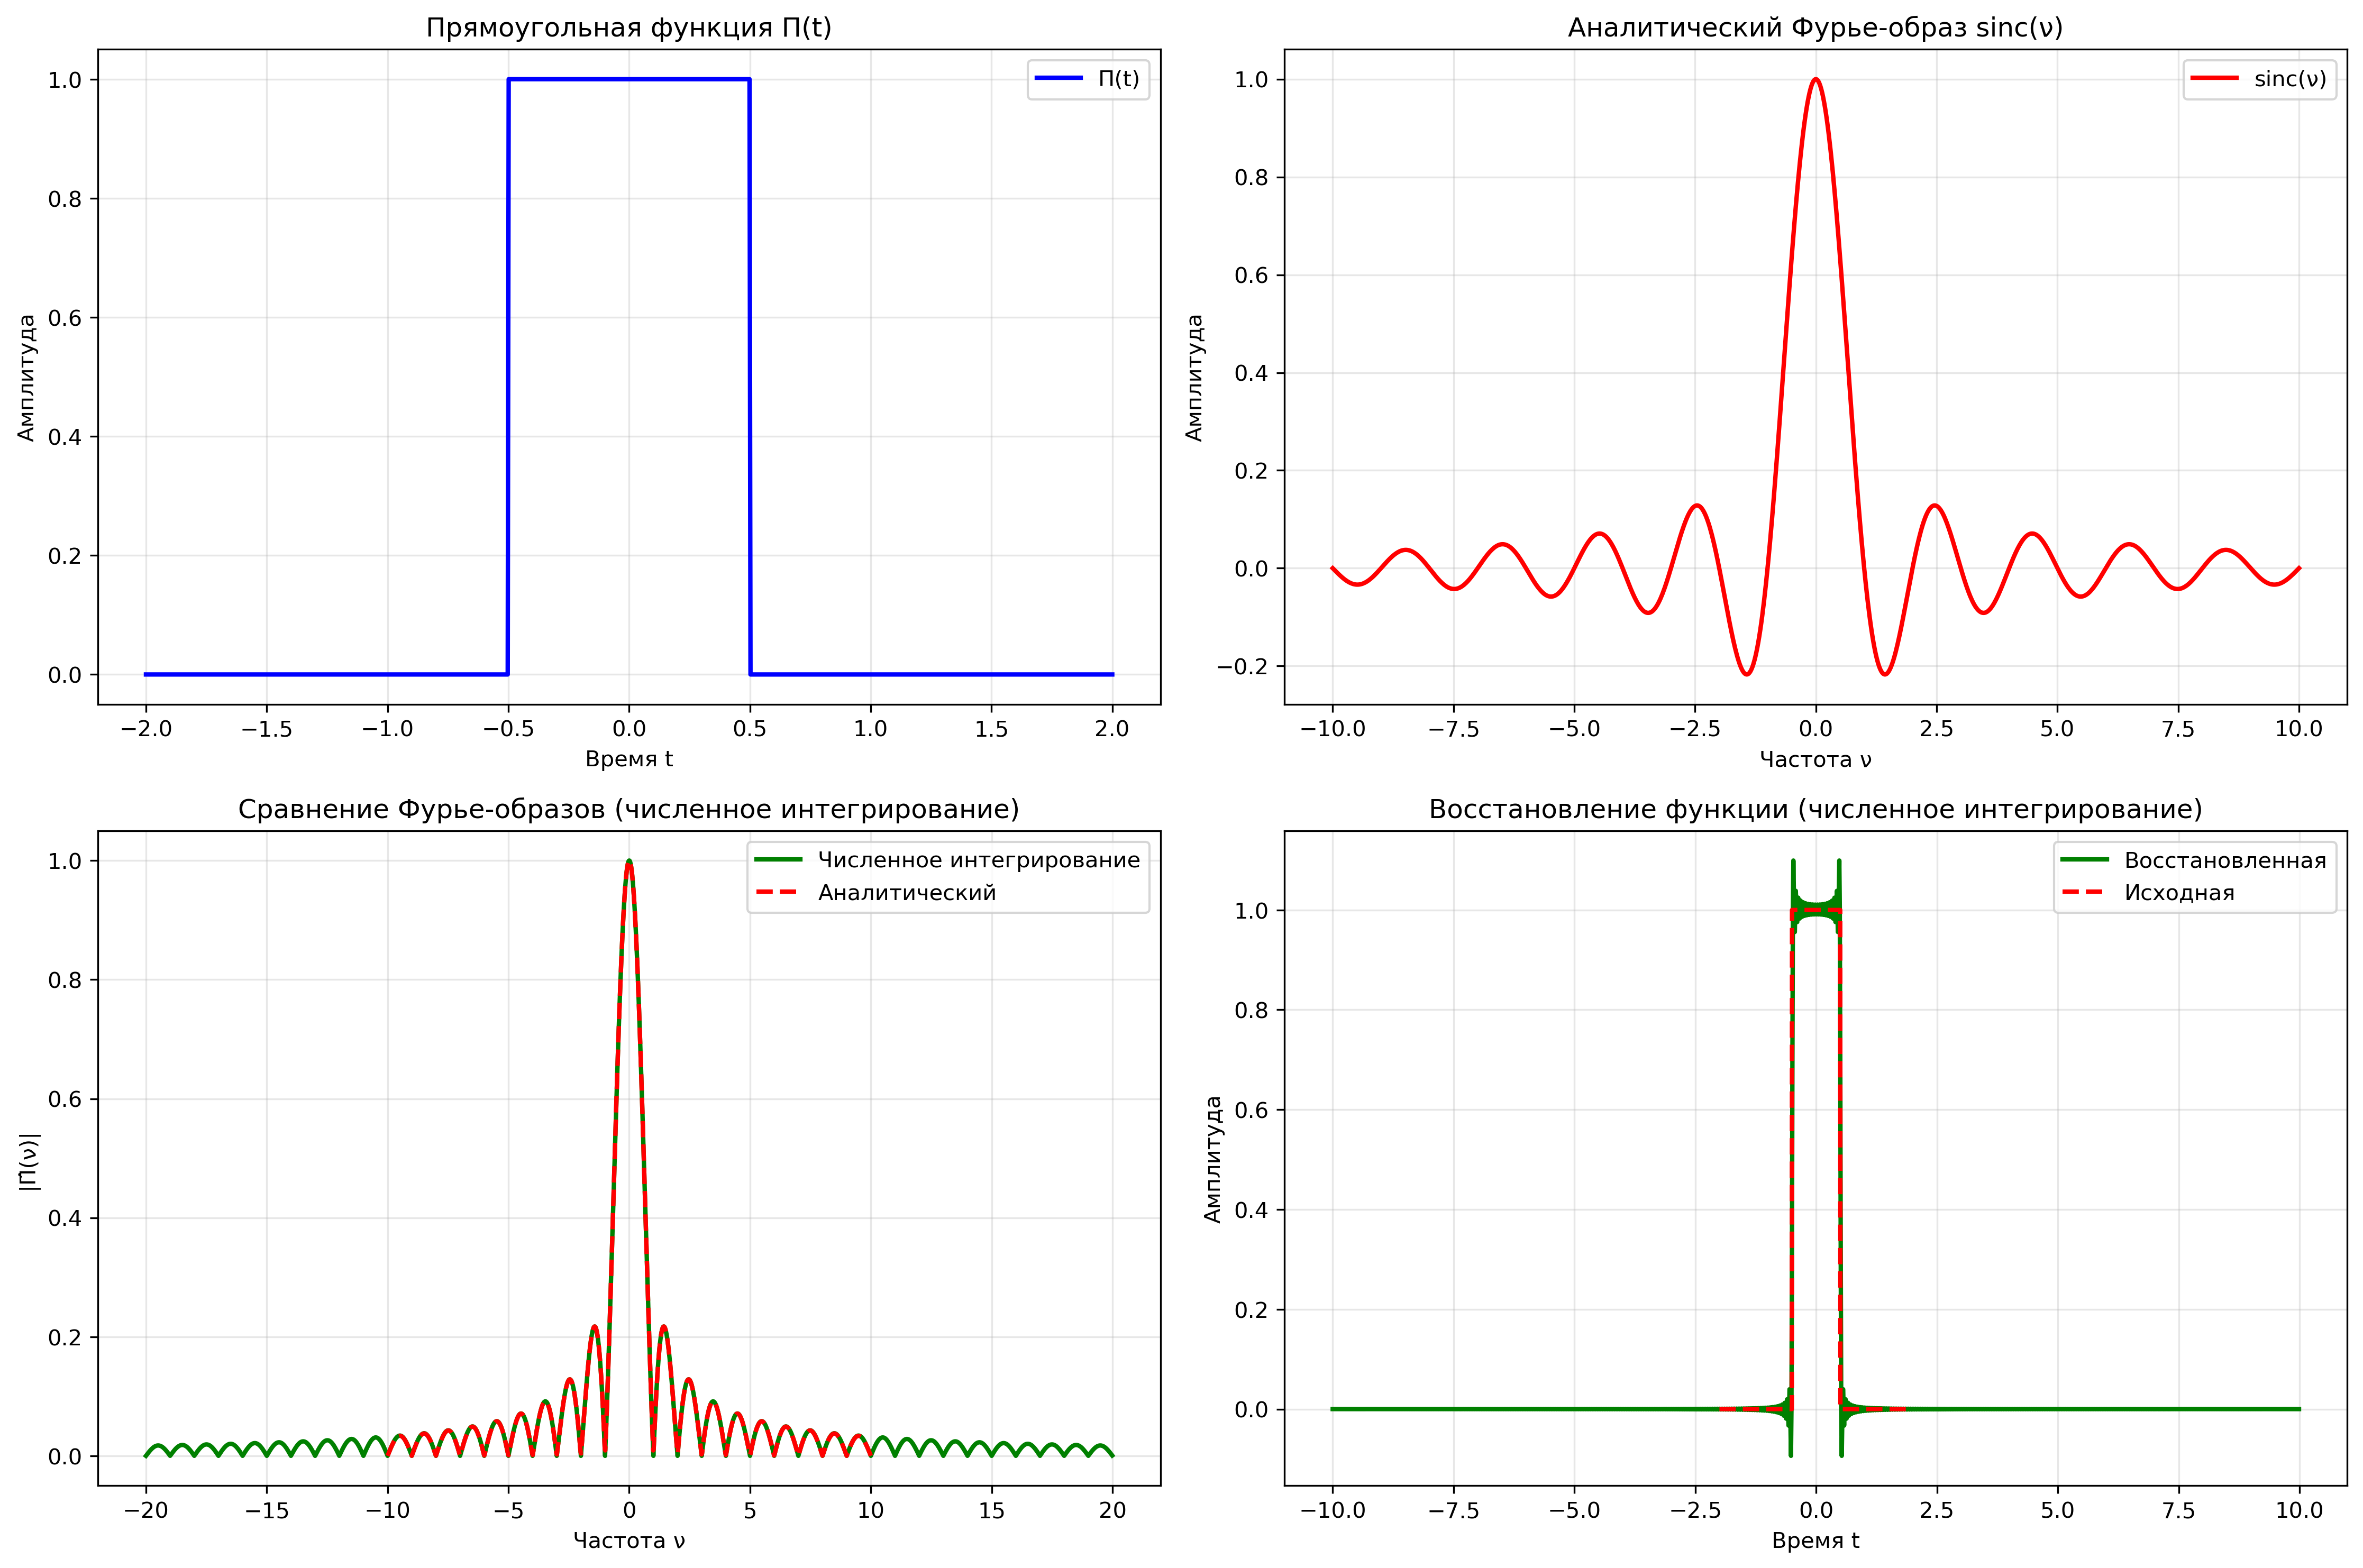 Прямоугольная функция Π(t)
Π(t)
1.0
0.8
0.6
0.4
0.2
0.0
Амплитуда
−2.0 −1.5 −1.0 −0.5 0.0 0.5 1.0 1.5 2.0
Время t
Аналитический Фурье-образ sinc(ν)
sinc(ν)
1.0
0.8
0.6
0.4
0.2
0.0
−0.2
Амплитуда
−10.0 −7.5 −5.0 −2.5 0.0 2.5 5.0 7.5 10.0
Частота ν
Сравнение Фурье-образов (численное интегрирование)
Численное интегрирование
Аналитический
1.0
0.8
0.6
0.4
0.2
0.0
|Π̂(ν)|
−20 −15 −10 −5 0 5 10 15 20
Частота ν
Восстановление функции (численное интегрирование)
Восстановленная
Исходная
1.0
0.8
0.6
0.4
0.2
0.0
Амплитуда
−10.0 −7.5 −5.0 −2.5 0.0 2.5 5.0 7.5 10.0
Время t